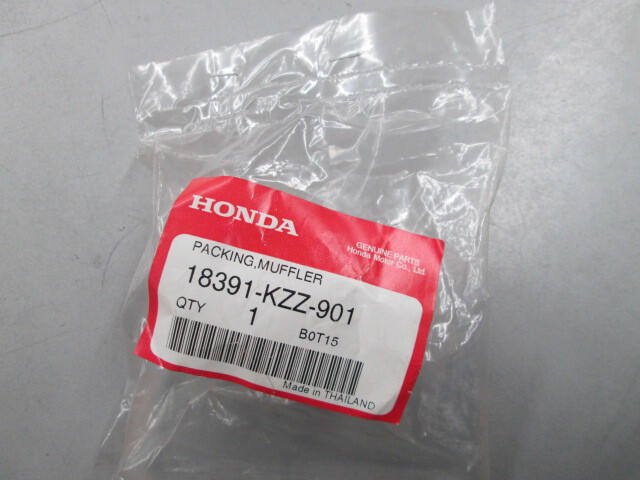 HONDA
GENUINE PARTS
Honda Motor Co., Ltd.
PACKING,MUFFLER
18391-KZZ-901
QTY 1 B0T15
Made in THAILAND